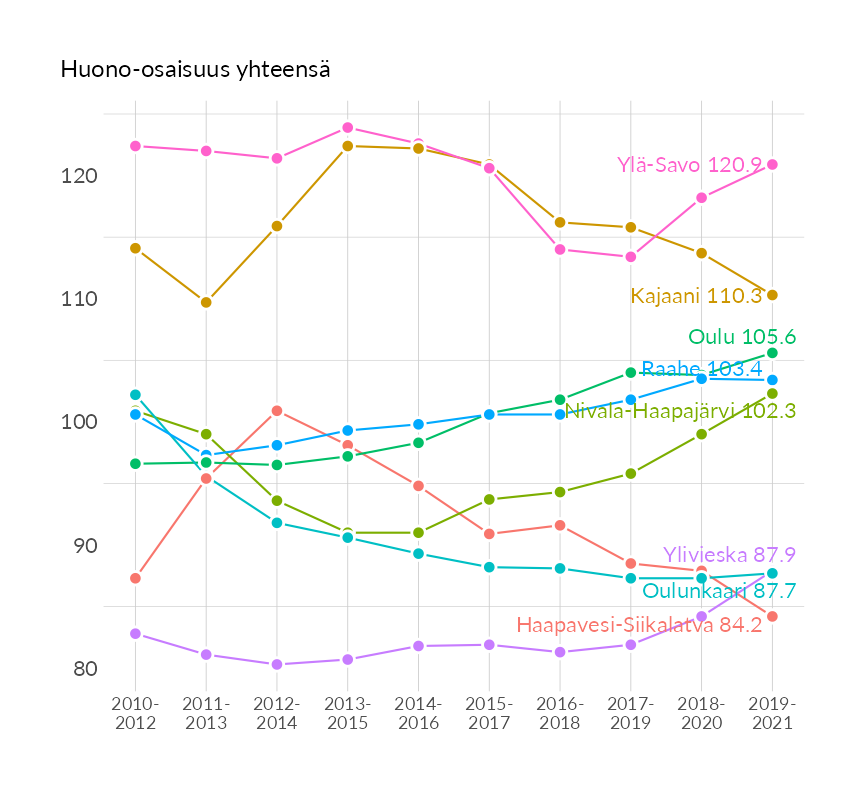 Huono-osaisuus yhteensä
120
110
100
90
80
Ylä-Savo 120.9
Kajaani 110.3
Oulu 105.6
Raahe 103.4
Nivala-Haapajärvi 102.3
Ylivieska 87.9
Oulunkaari 87.7
Haapavesi-Siikalatva 84.2
2010- 2011- 2012- 2013- 2014- 2015- 2016- 2017- 2018- 2019-
2012 2013 2014 2015 2016 2017 2018 2019 2020 2021